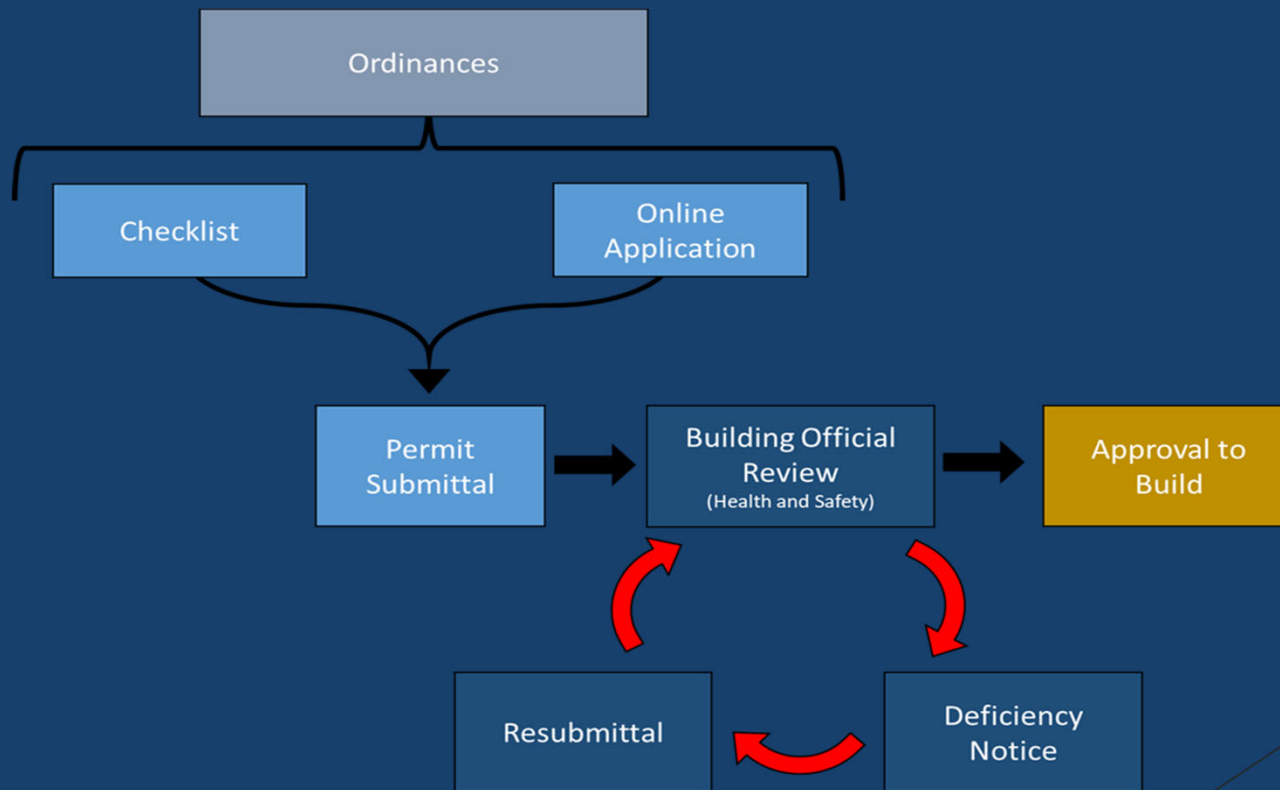 Ordinances
Checklist
Online
Application
Permit
Submittal
Building Official
Review
(Health and Safety)
Approval to
Build
Resubmittal
Deficiency
Notice